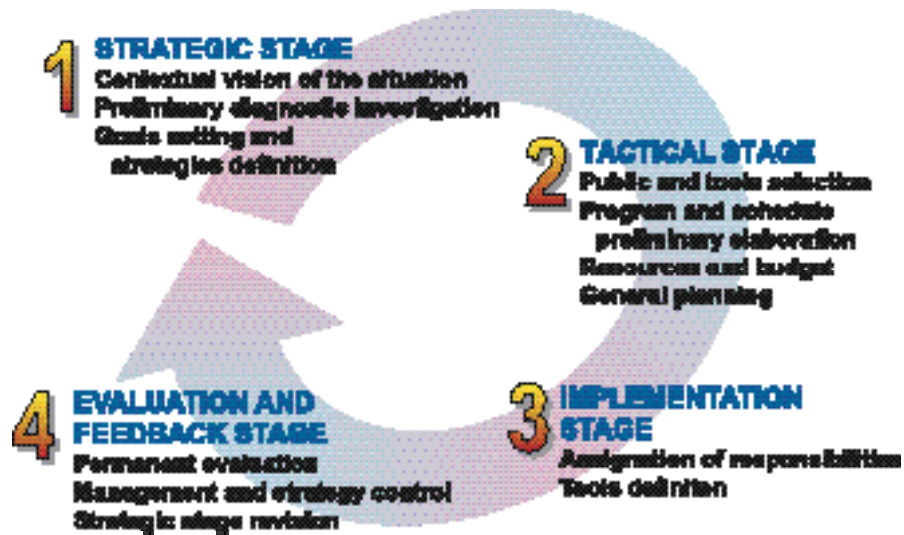 1 STRATEGIC STAGE
Contextual vision of the situation
Preliminary diagnostic investigation
Goals setting and
strategies definition
2 TACTICAL STAGE
Public and tools selection
Program and schedule
preliminary elaboration
Resources and budget
General planning
3 IMPLEMENTATION
STAGE
Assignation of responsibilities
Tools definition
4 EVALUATION AND
FEEDBACK STAGE
Permanent evaluation
Management and strategy control
Strategic stage revision